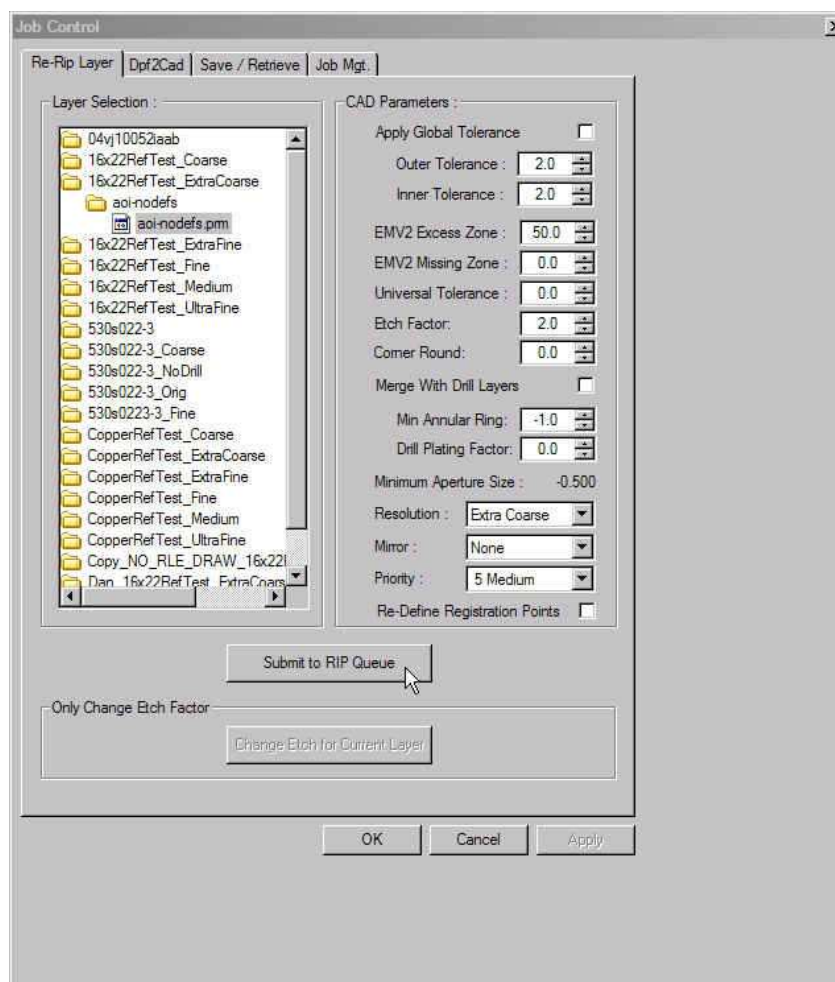 Job Control
Re-Rip Layer Dpf2Cad Save / Retrieve Job Mgt.
Layer Selection :
04vj10052iaab
16x22RefTest_Coarse
16x22RefTest_ExtraCoarse
aoi-nodefs
aoi-nodefs.prm
16x22RefTest_ExtraFine
16x22RefTest_Fine
16x22RefTest_Medium
16x22RefTest_UltraFine
530s022-3
530s022-3_Coarse
530s022-3_NoDrill
530s022-3_Orig
530s0223-3_Fine
CopperRefTest_Coarse
CopperRefTest_ExtraCoarse
CopperRefTest_ExtraFine
CopperRefTest_Fine
CopperRefTest_Medium
CopperRefTest_UltraFine
Copy_NO_RLE_DRAW_16x22
Dan_16x22RefTest_ExtraCoars
CAD Parameters :
Apply Global Tolerance
Outer Tolerance : 2.0
Inner Tolerance : 2.0
EMV2 Excess Zone : 50.0
EMV2 Missing Zone : 0.0
Universal Tolerance : 0.0
Etch Factor: 2.0
Corner Round: 0.0
Merge With Drill Layers
Min Annular Ring: -1.0
Drill Plating Factor: 0.0
Minimum Aperture Size : -0.500
Resolution : Extra Coarse
Mirror : None
Priority : 5 Medium
Re-Define Registration Points
Submit to RIP Queue
Only Change Etch Factor
Change Etch for Current Layer
OK Cancel Apply